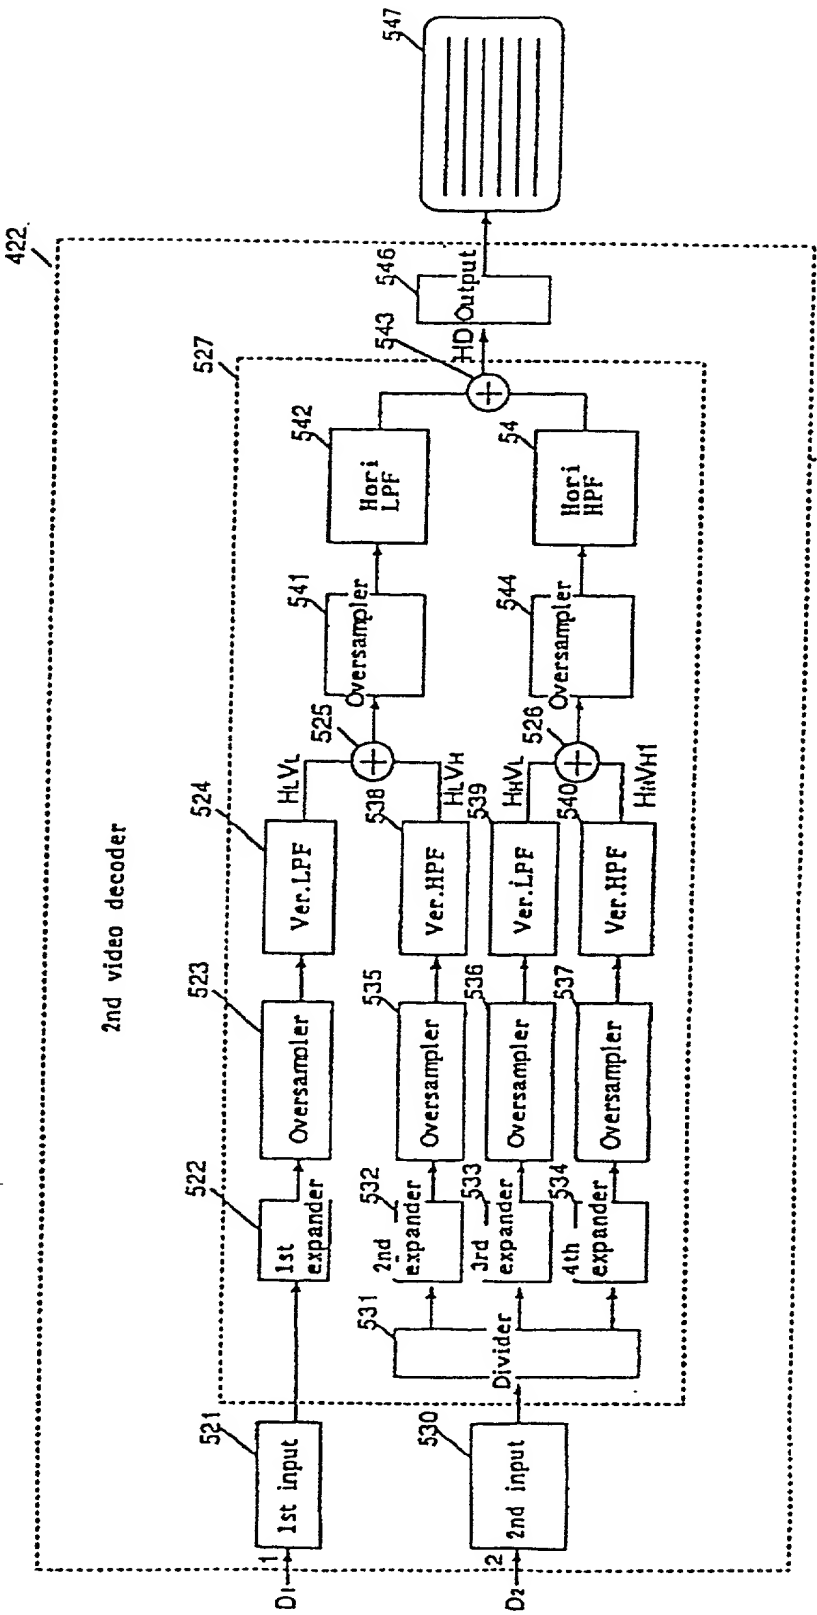 422
2nd video decoder
527
D1
1
521
1st input
522
1st expander
523
Oversampler
524
Ver.LPF
HLVL
525
541
Oversampler
542
Hori LPF
543
HD Output
546
547
D2
2
530
2nd input
531
Divider
532
2nd expander
535
Oversampler
538
Ver.HPF
HLVH
533
3rd expander
536
Oversampler
539
Ver.LPF
HHVL
526
544
Oversampler
54
Hori HPF
534
4th expander
537
Oversampler
540
Ver.HPF